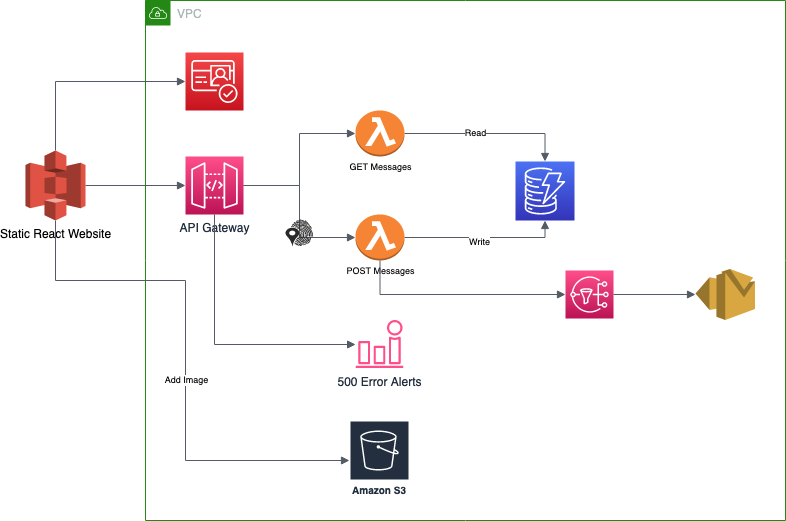 VPC
GET Messages
Read
Static React Website
API Gateway
POST Messages
Write
500 Error Alerts
Add Image
Amazon S3